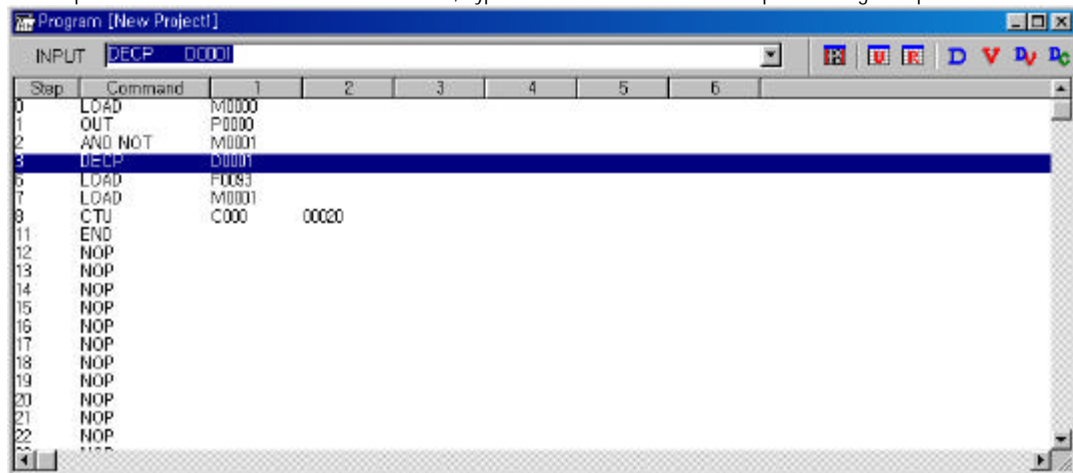 Program [New Project1]
INPUT DECP D0001
U R D V DV DC
Step Command 1 2 3 4 5 6
0 LOAD M0000
1 OUT P0000
2 AND NOT M0001
3 DECP D0001
6 LOAD F0093
7 LOAD M0001
8 CTU C000 00020
11 END
12 NOP
13 NOP
14 NOP
15 NOP
16 NOP
17 NOP
18 NOP
19 NOP
20 NOP
21 NOP
22 NOP